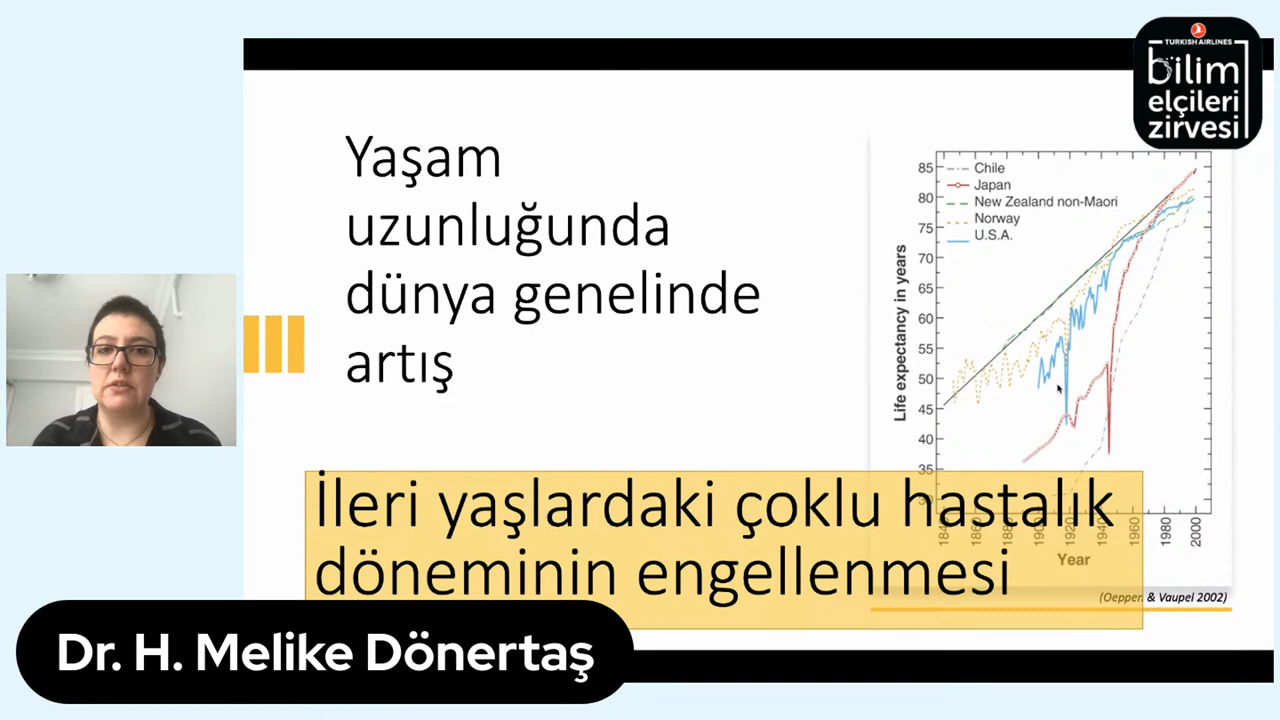 TURKISH AIRLINES
bilim
elçileri
zirvesi
Yaşam
uzunluğunda
dünya genelinde
artış
85
80
75
70
65
60
55
50
45
40
35
Chile
Japan
New Zealand non-Maori
Norway
U.S.A.
Life expectancy in years
1920
1940
1960
1980
2000
Year
(Oeppen & Vaupel 2002)
İleri yaşlardaki çoklu hastalık
döneminin engellenmesi
Dr. H. Melike Dönertaş